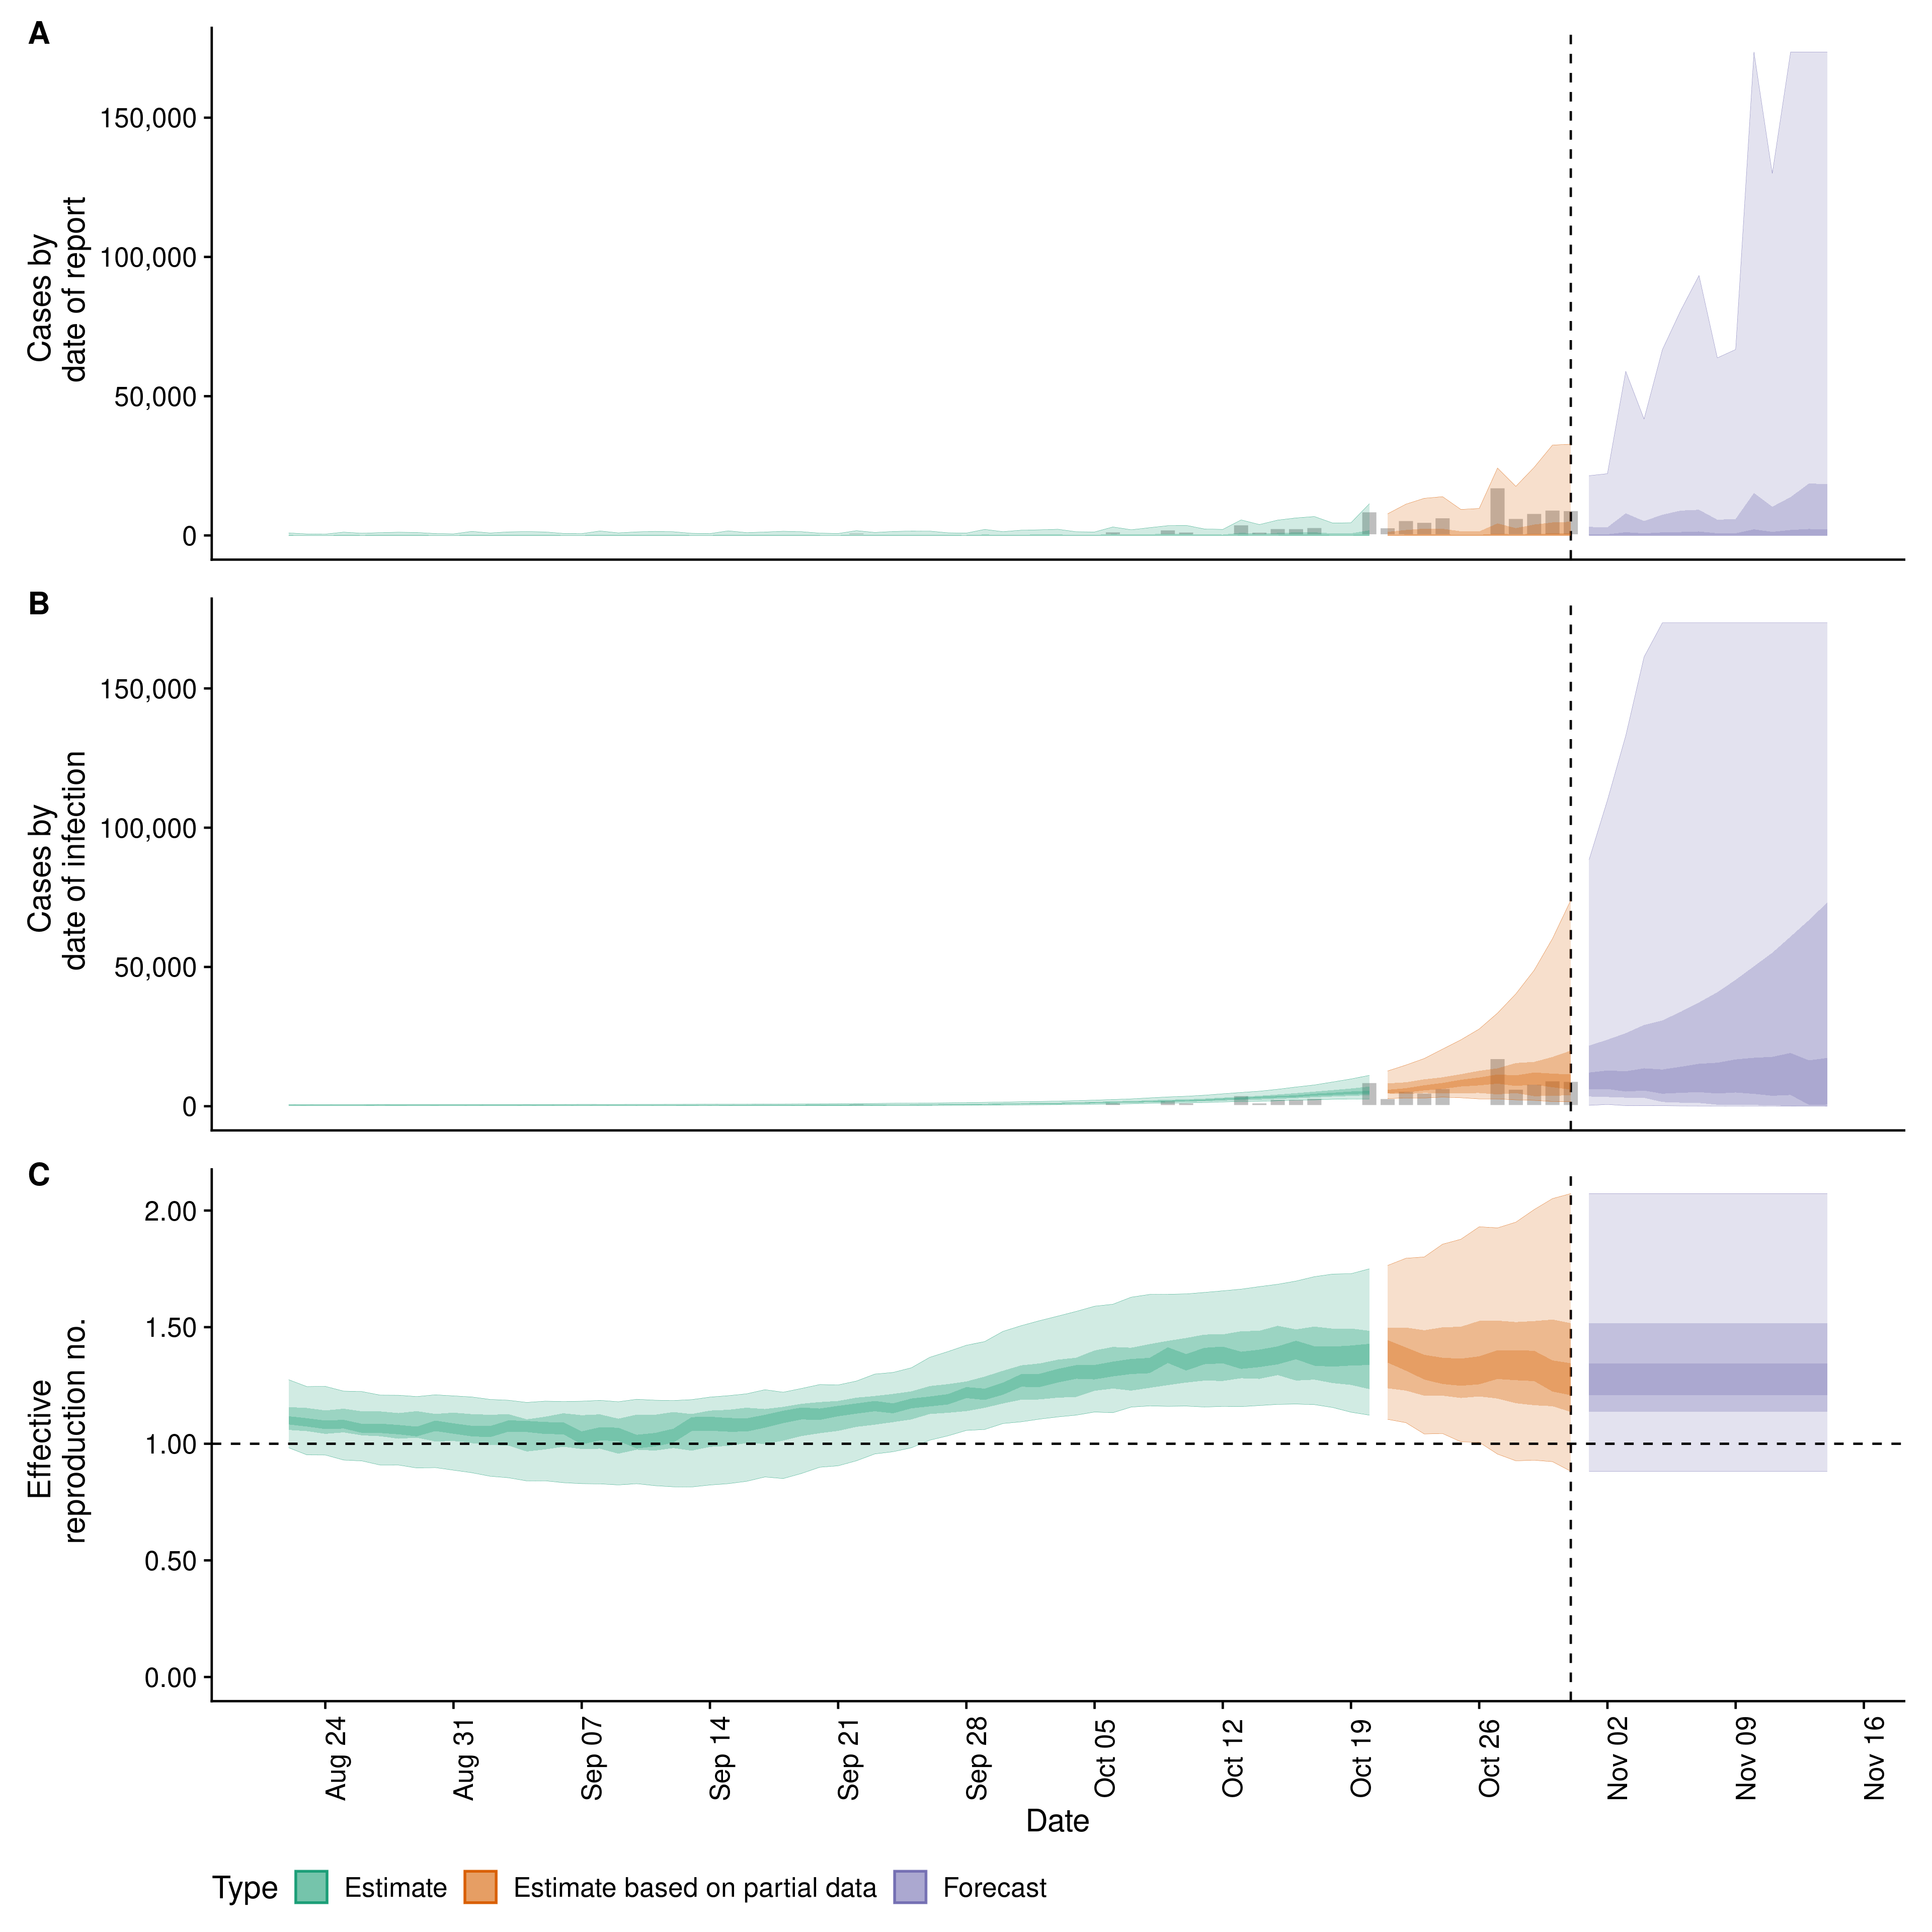 A
Cases by
date of report
150,000
100,000
50,000
0
B
Cases by
date of infection
150,000
100,000
50,000
0
C
Effective
reproduction no.
2.00
1.50
1.00
0.50
0.00
Aug 24
Aug 31
Sep 07
Sep 14
Sep 21
Sep 28
Oct 05
Oct 12
Oct 19
Oct 26
Nov 02
Nov 09
Nov 16
Date
Type Estimate Estimate based on partial data Forecast